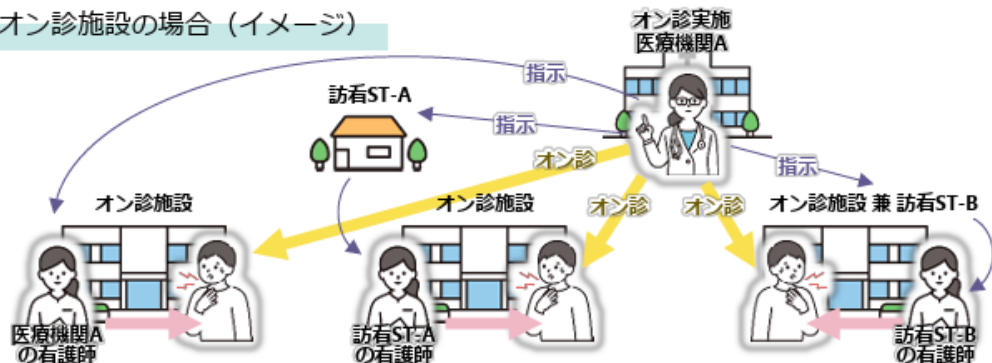 オン診施設の場合（イメージ）
オン診実施
医療機関A
指示
訪看ST-A
指示
指示
オン診
オン診
オン診
オン診施設
オン診施設
オン診施設 兼 訪看ST-B
医療機関A
の看護師
訪看ST-A
の看護師
訪看ST-B
の看護師